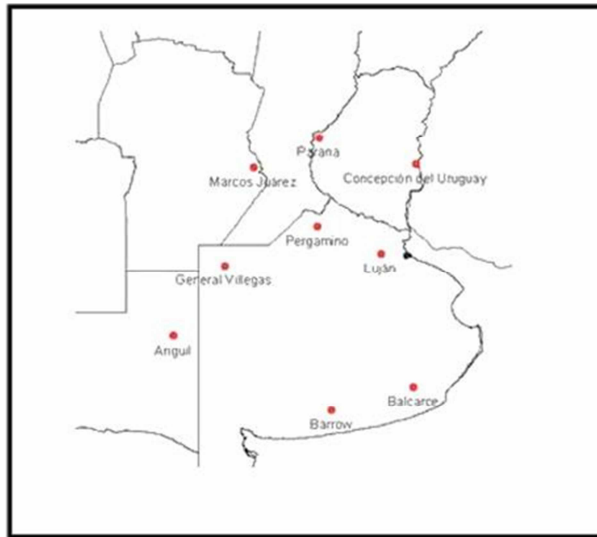 Paraná
Marcos Juárez
Concepción del Uruguay
Pergamino
Luján
General Villegas
Anguil
Balcarce
Barrow